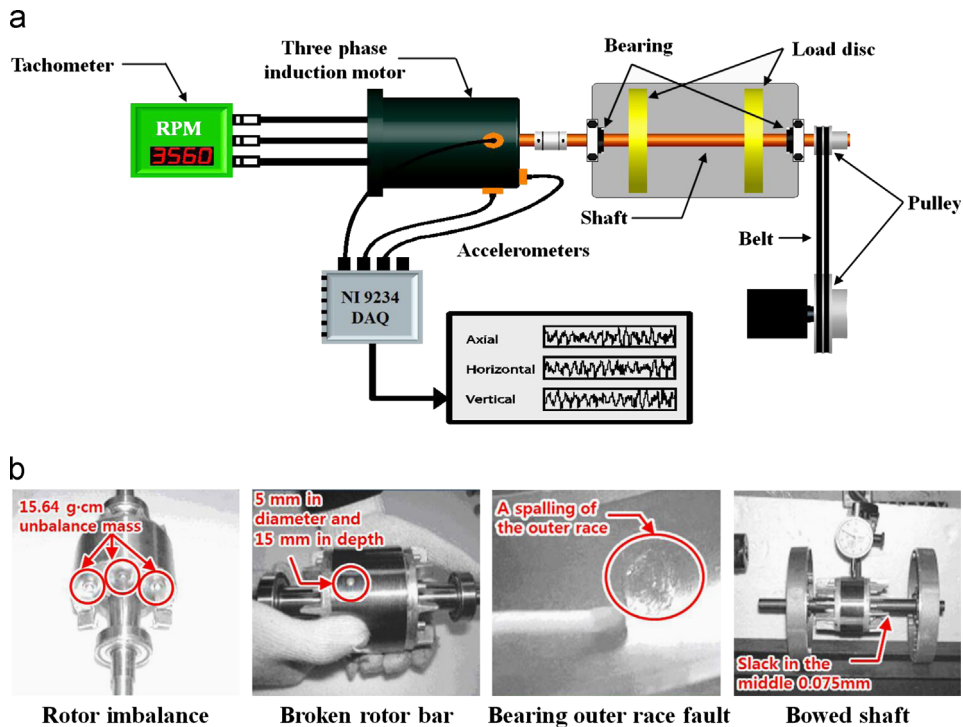 a
Tachometer
Three phase
induction motor
Bearing
Load disc
RPM
3560
Shaft
Pulley
Belt
Accelerometers
NI 9234
DAQ
Axial
Horizontal
Vertical
b
15.64 g·cm
unbalance mass
5 mm in
diameter and
15 mm in depth
A spalling of
the outer race
Slack in the
middle 0.075mm
Rotor imbalance
Broken rotor bar
Bearing outer race fault
Bowed shaft